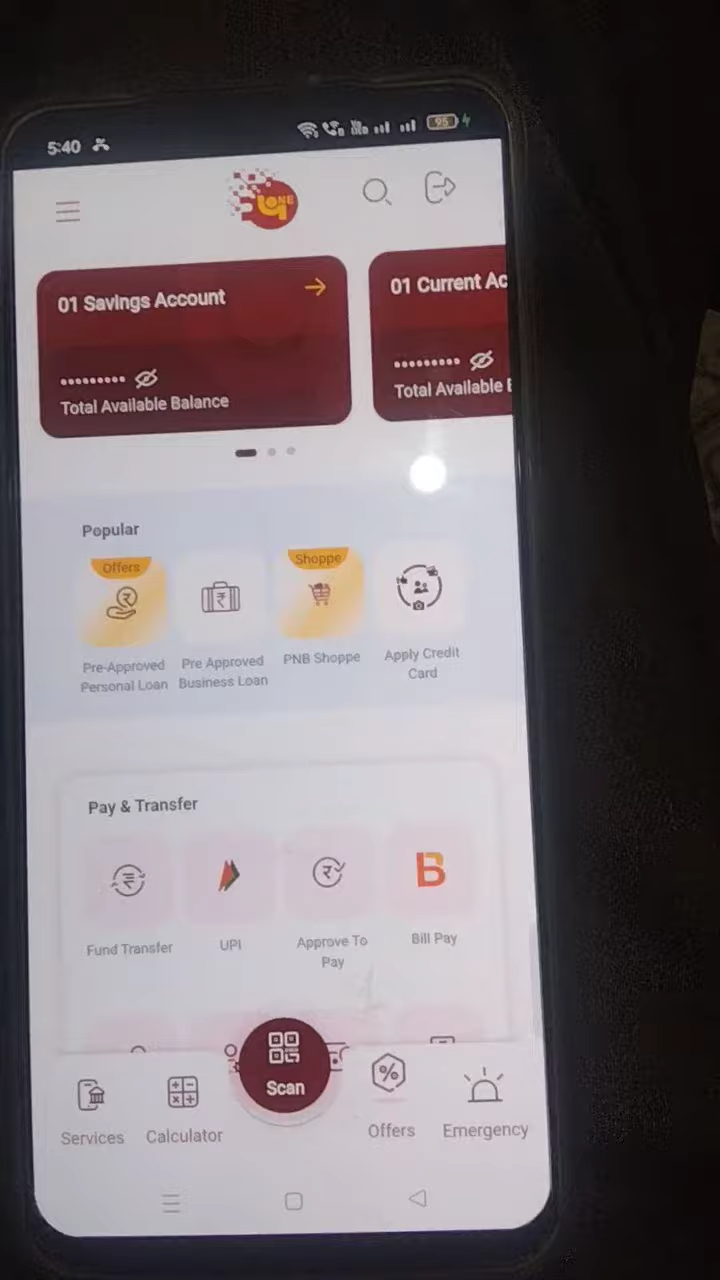 5:40
95
ONE
01 Savings Account
01 Current Ac
.........
.........
Total Available Balance
Total Available
Popular
Offers
Shoppe
Pre-Approved
Personal Loan
Pre Approved
Business Loan
PNB Shoppe
Apply Credit
Card
Pay & Transfer
Fund Transfer
UPI
Approve To
Pay
Bill Pay
Scan
Services
Calculator
Offers
Emergency